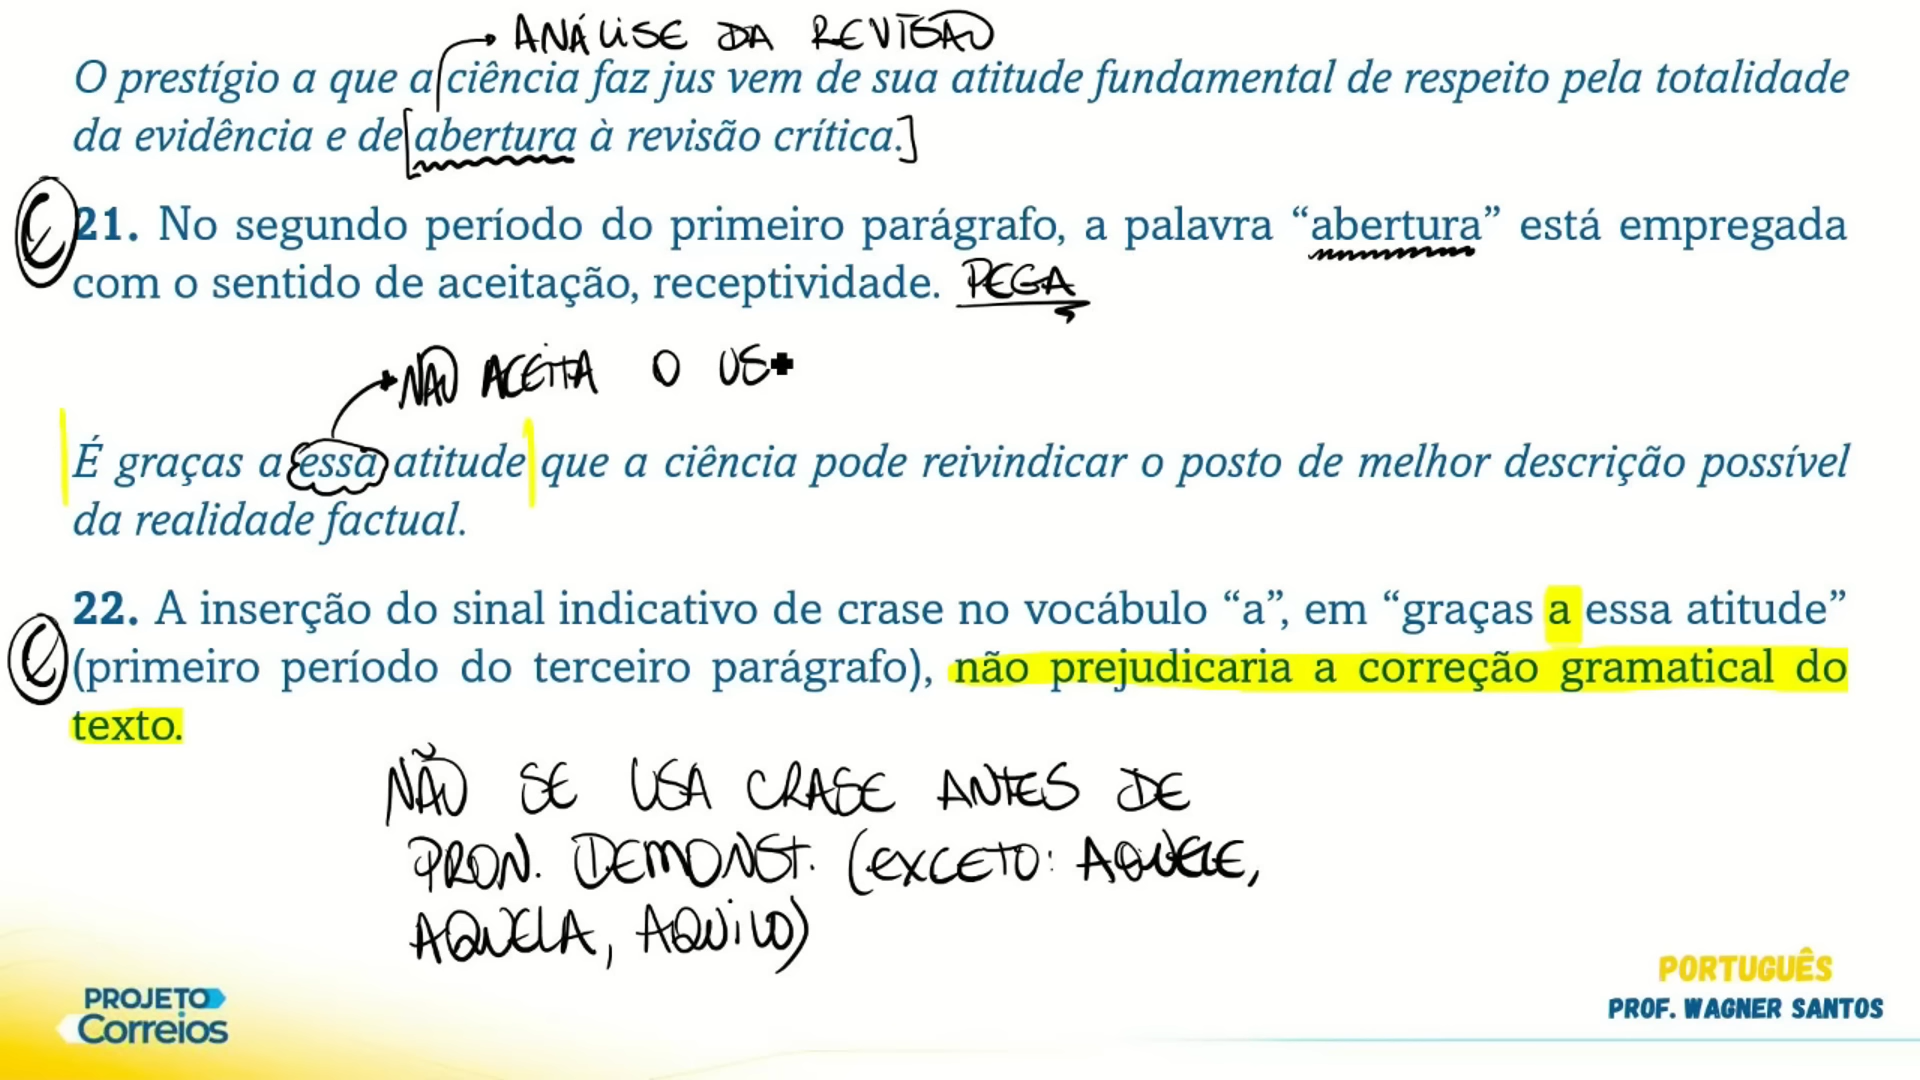 ANÁLISE DA REVISÃO
O prestígio a que a ciência faz jus vem de sua atitude fundamental de respeito pela totalidade
da evidência e de [abertura à revisão crítica.]
21. No segundo período do primeiro parágrafo, a palavra “abertura” está empregada
com o sentido de aceitação, receptividade. PEGA
NÃO ACEITA O US
É graças a essa atitude que a ciência pode reivindicar o posto de melhor descrição possível
da realidade factual.
22. A inserção do sinal indicativo de crase no vocábulo “a”, em “graças a essa atitude”
(primeiro período do terceiro parágrafo), não prejudicaria a correção gramatical do
texto.
NÃO SE USA CRASE ANTES DE
PRON. DEMONST. (EXCETO: AQUELE,
AQUELA, AQUILO)
PROJETO
Correios
PORTUGUÊS
PROF. WAGNER SANTOS